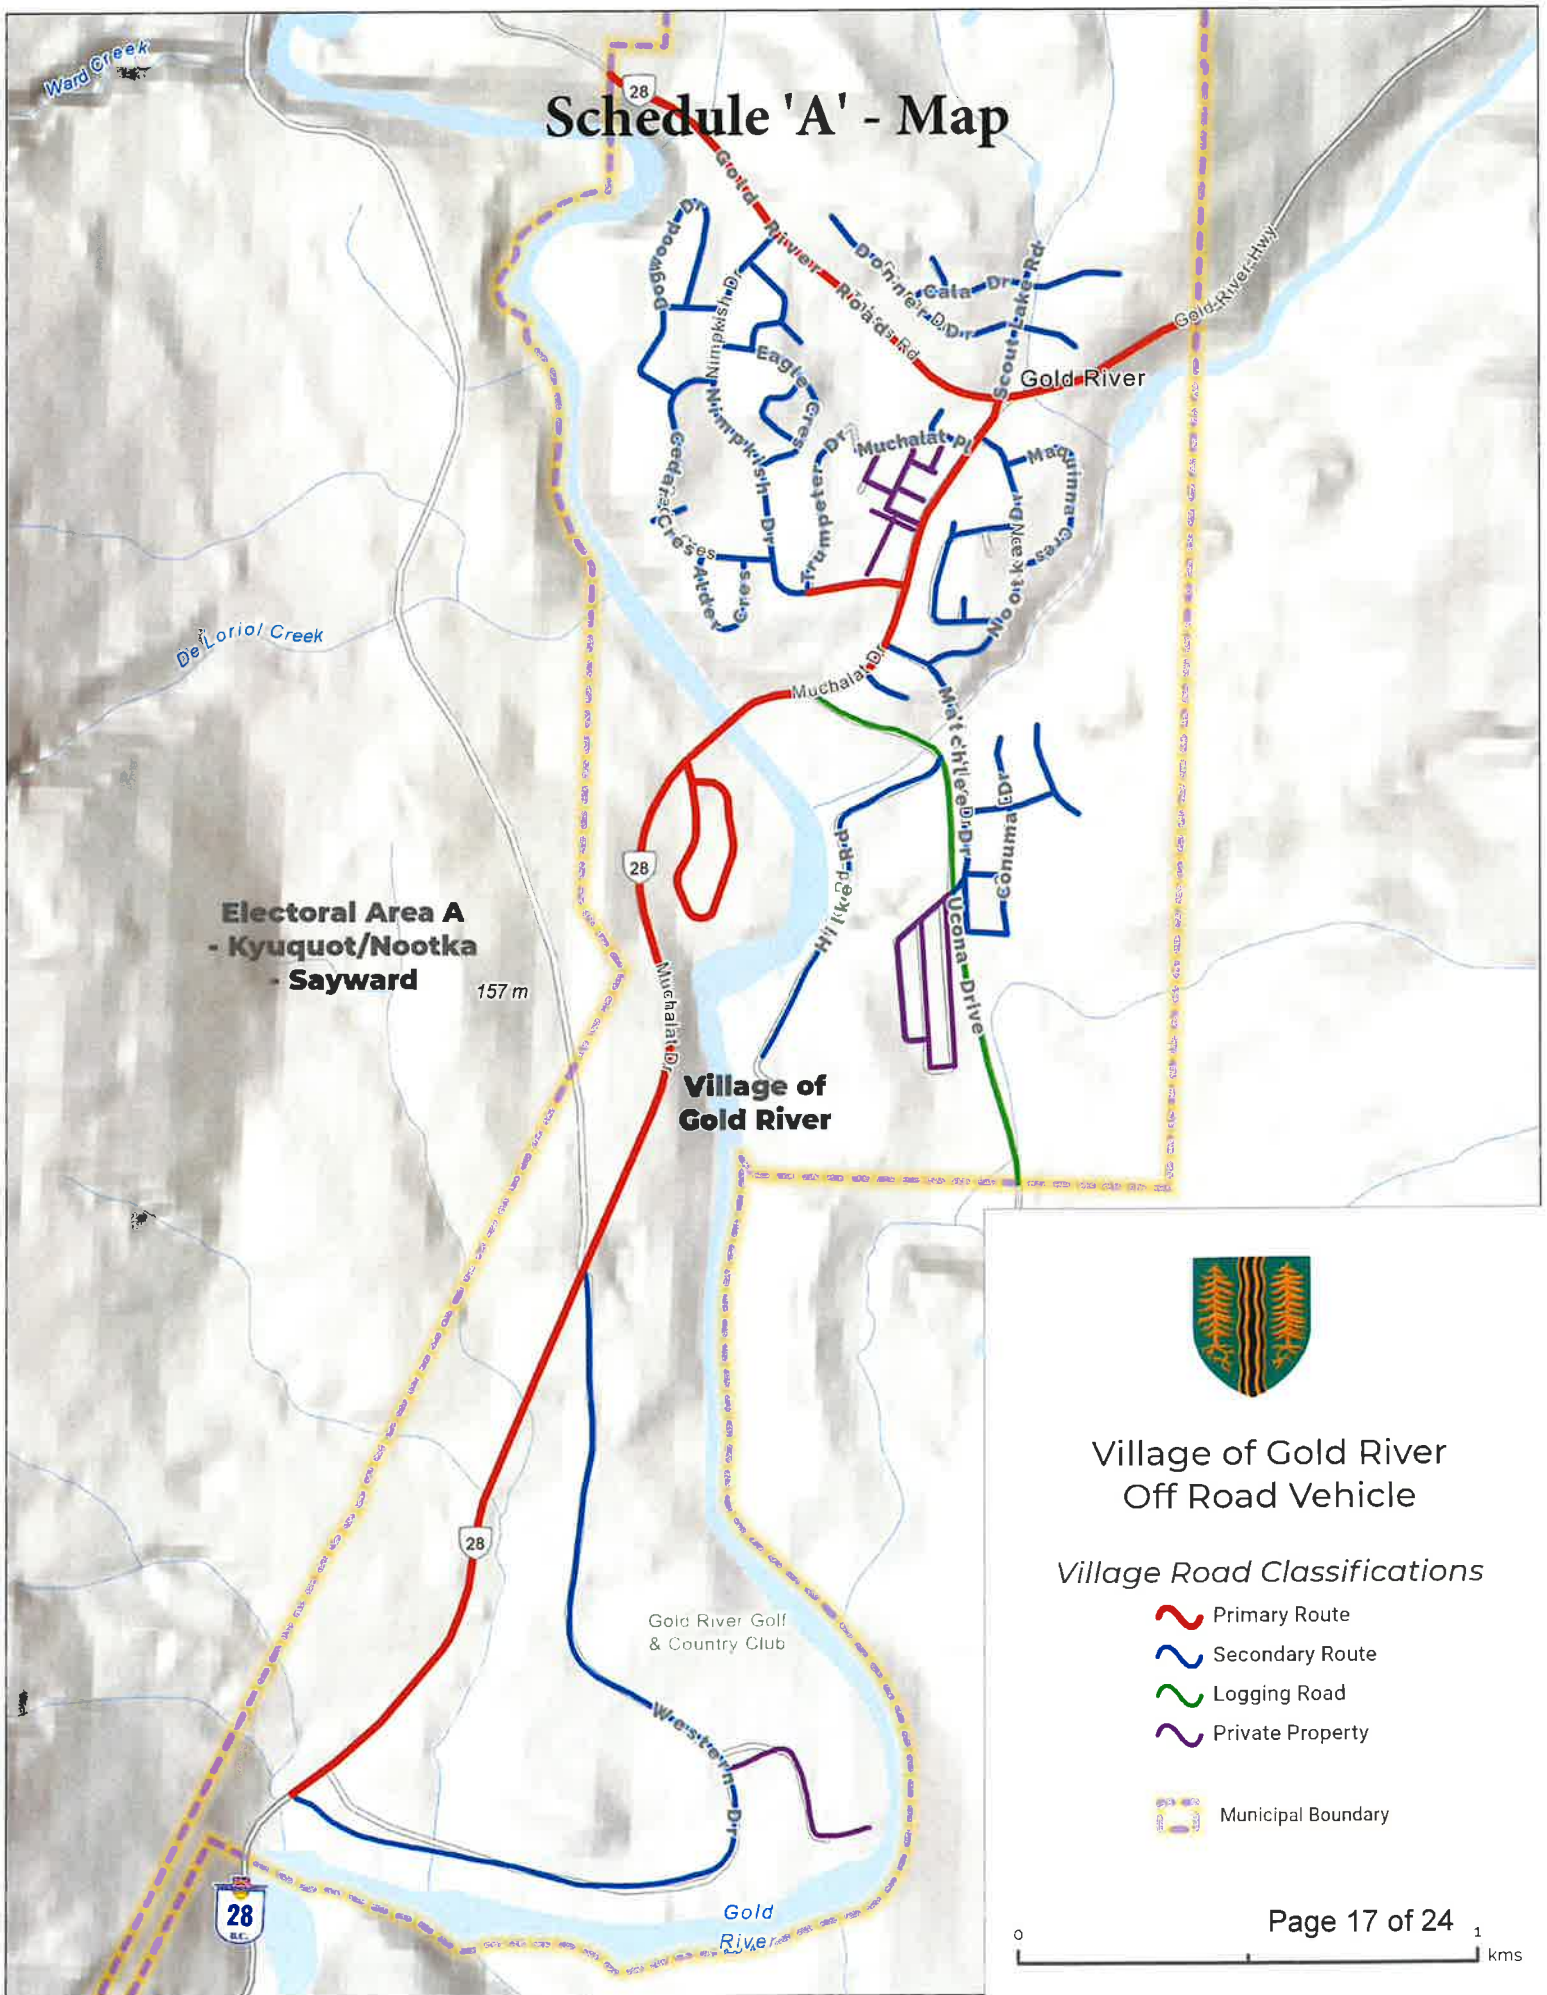 Ward Creek
28
Schedule 'A' - Map
Gold River Road Rd
Dogwood Dr
Nimpkish Dr
Donner Dr
Cala Dr
Scout Lake Rd
Gold River Hwy
Gold River
Eagle Cres
Nimpkish Dr
Cedar Cres
Trumpeter Dr
Muchalat Pl
Maquinna Cres
Nootka Dr
Alder Cres
De Loriol Creek
Muchalat Dr
Matchlee Dr
Conuma Dr
28
Electoral Area A
- Kyuquot/Nootka
- Sayward
157 m
Muchalat Dr
Ucona Drive
Village of
Gold River
28
Gold River Golf
& Country Club
Western Dr
28
B.C.
Gold
River
Village of Gold River
Off Road Vehicle
Village Road Classifications
Primary Route
Secondary Route
Logging Road
Private Property
Municipal Boundary
Page 17 of 24
0 1
kms